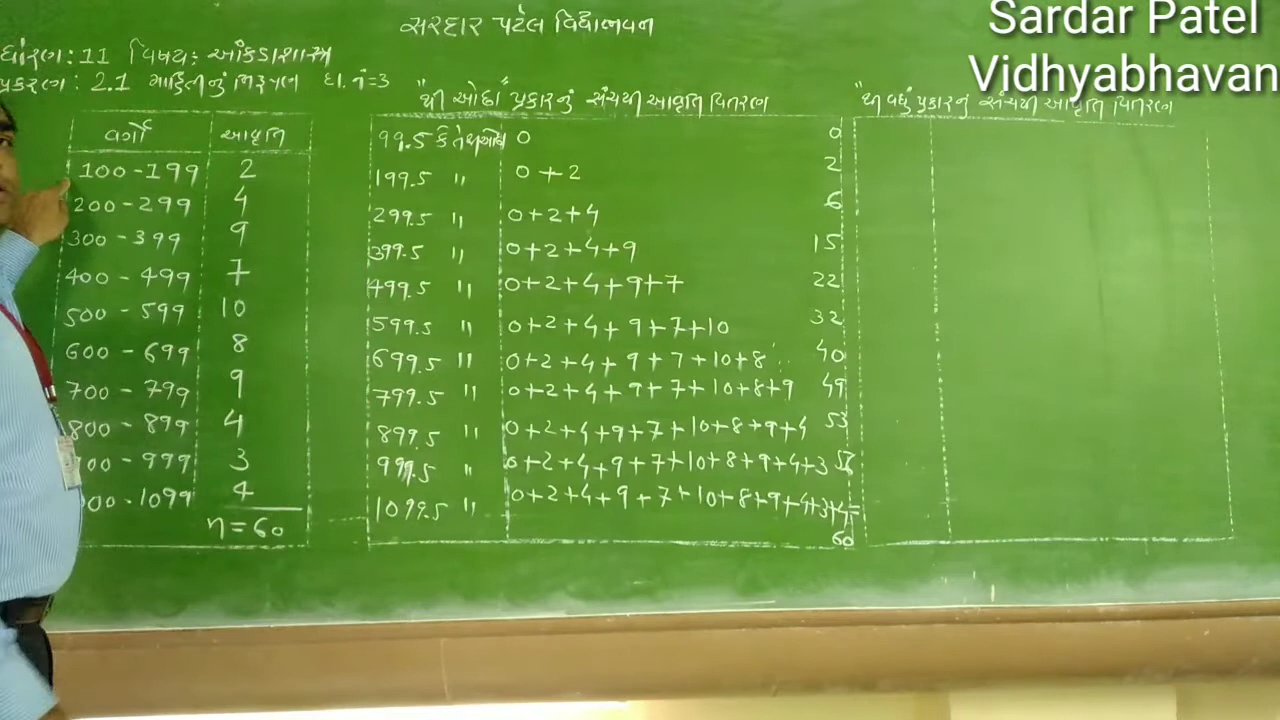 સરદાર પટેલ વિદ્યાભવન
Sardar Patel
Vidhyabhavan
ધોરણ: 11 વિષય: આંકડાશાસ્ત્ર
પ્રકરણ: 2.1 માહિતીનું નિરૂપણ દા.નં=3
"થી ઓછા" પ્રકારનું સંચયી આવૃત્તિ વિતરણ
"થી વધુ પ્રકારનું સંચયી આવૃત્તિ વિતરણ
વર્ગો આવૃત્તિ
100-199 2
200-299 4
300-399 9
400-499 7
500-599 10
600-699 8
700-799 9
800-899 4
00-999 3
00-1099 4
n=60
99.5 કે તેથી ઓછી 0 0
199.5 " 0+2 2
299.5 " 0+2+4 6
399.5 " 0+2+4+9 15
499.5 " 0+2+4+9+7 22
599.5 " 0+2+4+9+7+10 32
699.5 " 0+2+4+9+7+10+8 40
799.5 " 0+2+4+9+7+10+8+9 49
899.5 " 0+2+4+9+7+10+8+9+4 53
999.5 " 0+2+4+9+7+10+8+9+4+3 56
1099.5 " 0+2+4+9+7+10+8+9+4+3+4=
60